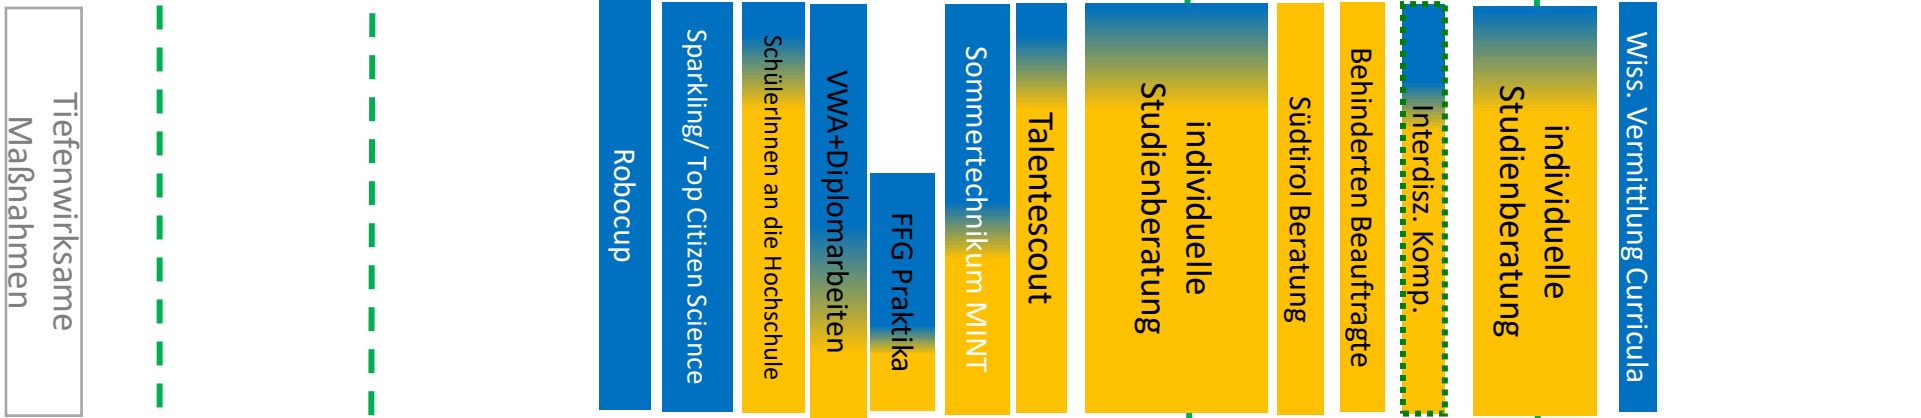 Tiefenwirksame
Maßnahmen
Robocup
Sparkling/ Top Citizen Science
SchülerInnen an die Hochschule
VWA+Diplomarbeiten
FFG Praktika
Sommertechnikum MINT
Talentescout
individuelle
Studienberatung
Südtirol Beratung
Behinderten Beauftragte
Interdisz. Komp.
individuelle
Studienberatung
Wiss. Vermittlung Curricula